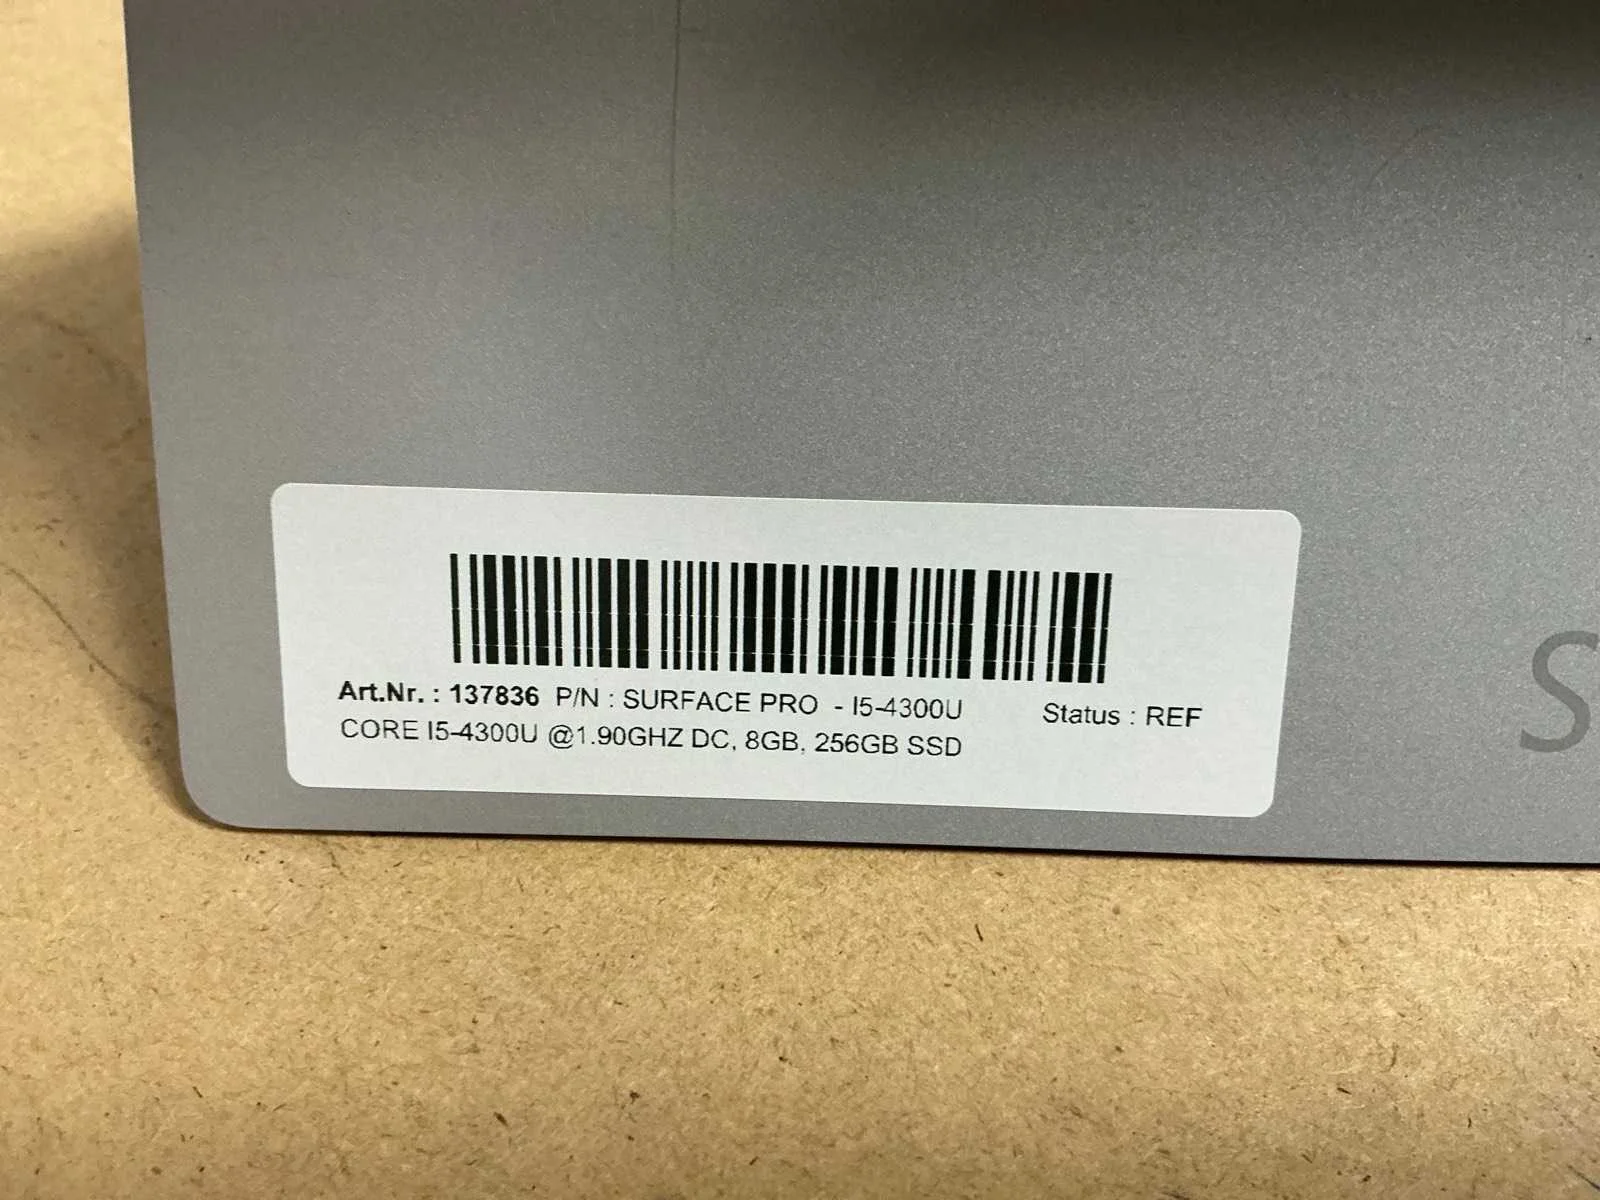 Art.Nr. : 137836 P/N : SURFACE PRO - I5-4300U Status : REF
CORE I5-4300U @1.90GHZ DC, 8GB, 256GB SSD
S